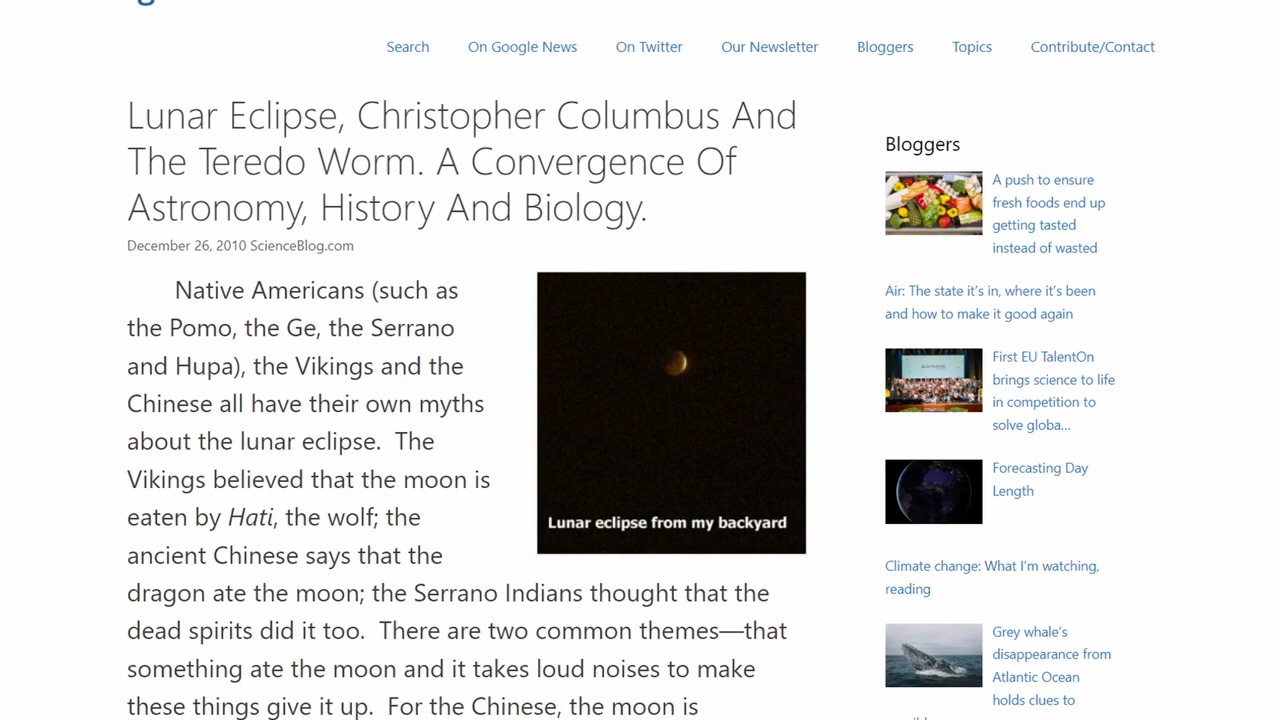 Search On Google News On Twitter Our Newsletter Bloggers Topics Contribute/Contact
Lunar Eclipse, Christopher Columbus And
The Teredo Worm. A Convergence Of
Astronomy, History And Biology.
December 26, 2010 ScienceBlog.com
Native Americans (such as
the Pomo, the Ge, the Serrano
and Hupa), the Vikings and the
Chinese all have their own myths
about the lunar eclipse.  The
Vikings believed that the moon is
eaten by Hati, the wolf; the
ancient Chinese says that the
dragon ate the moon; the Serrano Indians thought that the
dead spirits did it too.  There are two common themes—that
something ate the moon and it takes loud noises to make
these things give it up.  For the Chinese, the moon is
Lunar eclipse from my backyard
Bloggers
A push to ensure
fresh foods end up
getting tasted
instead of wasted
Air: The state it's in, where it's been
and how to make it good again
First EU TalentOn
brings science to life
in competition to
solve globa...
Forecasting Day
Length
Climate change: What I'm watching,
reading
Grey whale's
disappearance from
Atlantic Ocean
holds clues to